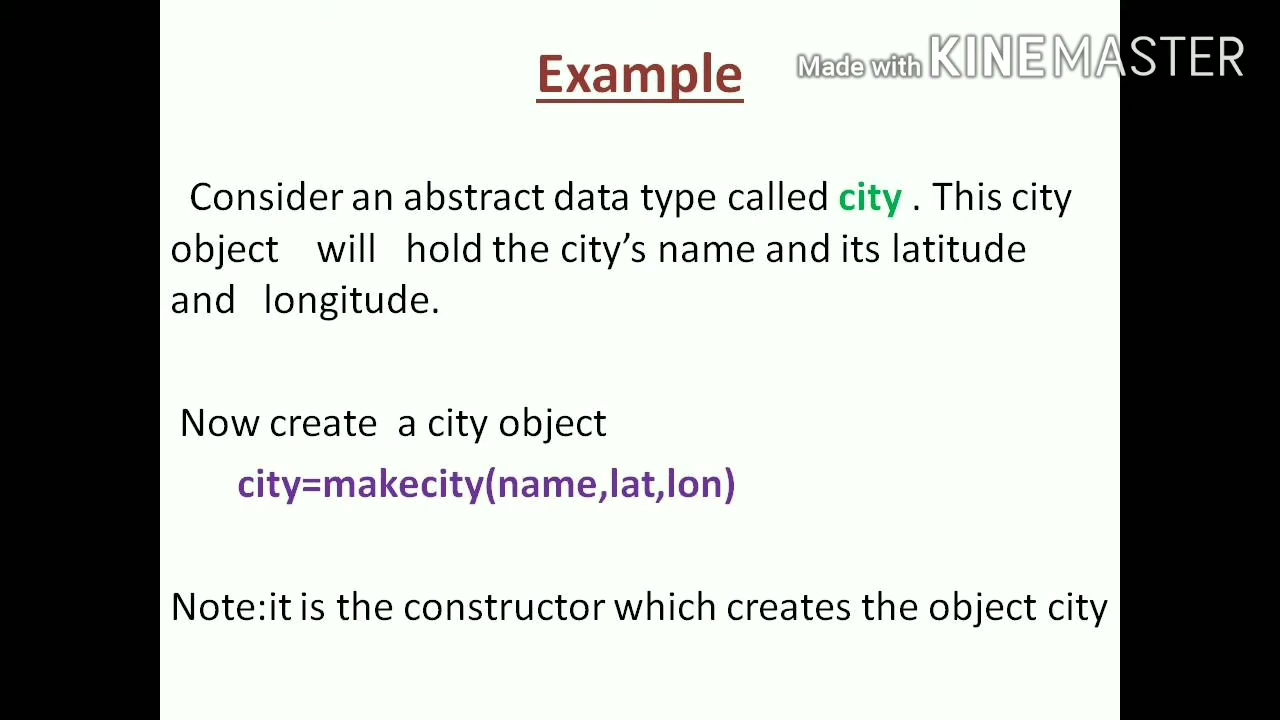 Example
Made with KINEMASTER
Consider an abstract data type called city . This city
object will hold the city’s name and its latitude
and longitude.
Now create a city object
city=makecity(name,lat,lon)
Note:it is the constructor which creates the object city